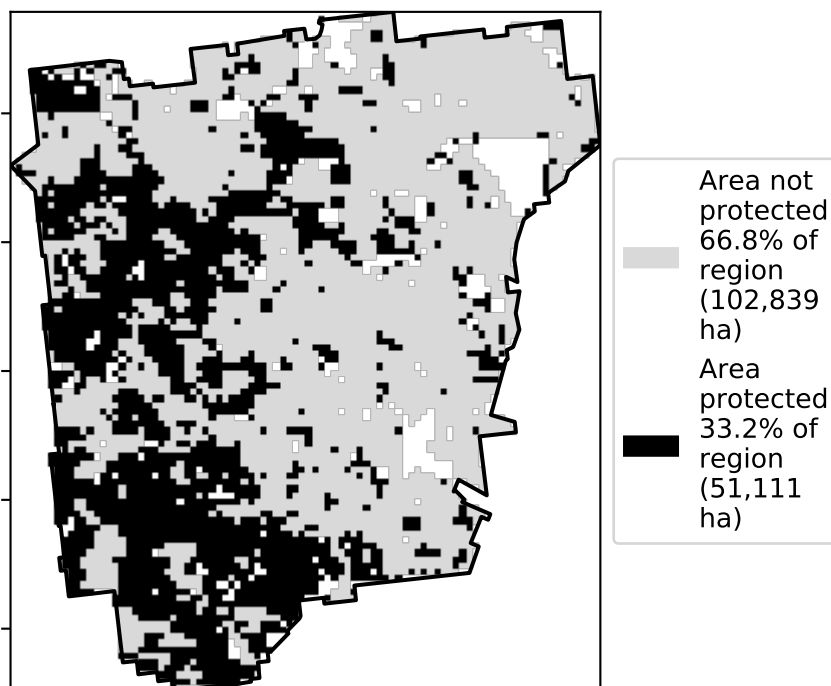 Area not
protected
66.8% of
region
(102,839
ha)
Area
protected
33.2% of
region
(51,111
ha)